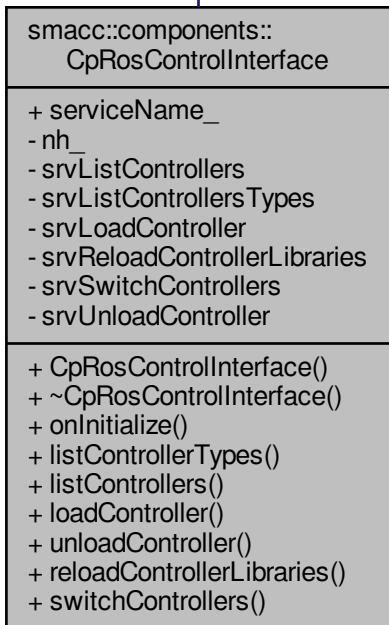 smacc::components::
CpRosControlInterface
+ serviceName_
- nh_
- srvListControllers
- srvListControllersTypes
- srvLoadController
- srvReloadControllerLibraries
- srvSwitchControllers
- srvUnloadController
+ CpRosControlInterface()
+ ~CpRosControlInterface()
+ onInitialize()
+ listControllerTypes()
+ listControllers()
+ loadController()
+ unloadController()
+ reloadControllerLibraries()
+ switchControllers()